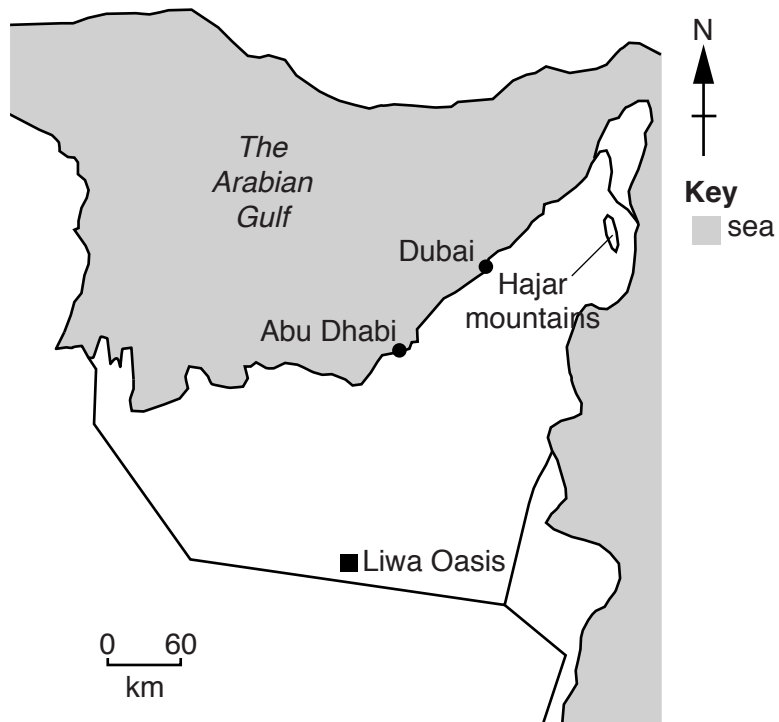 N
The
Arabian
Gulf
Key
sea
Dubai
Hajar
mountains
Abu Dhabi
Liwa Oasis
0 60
km